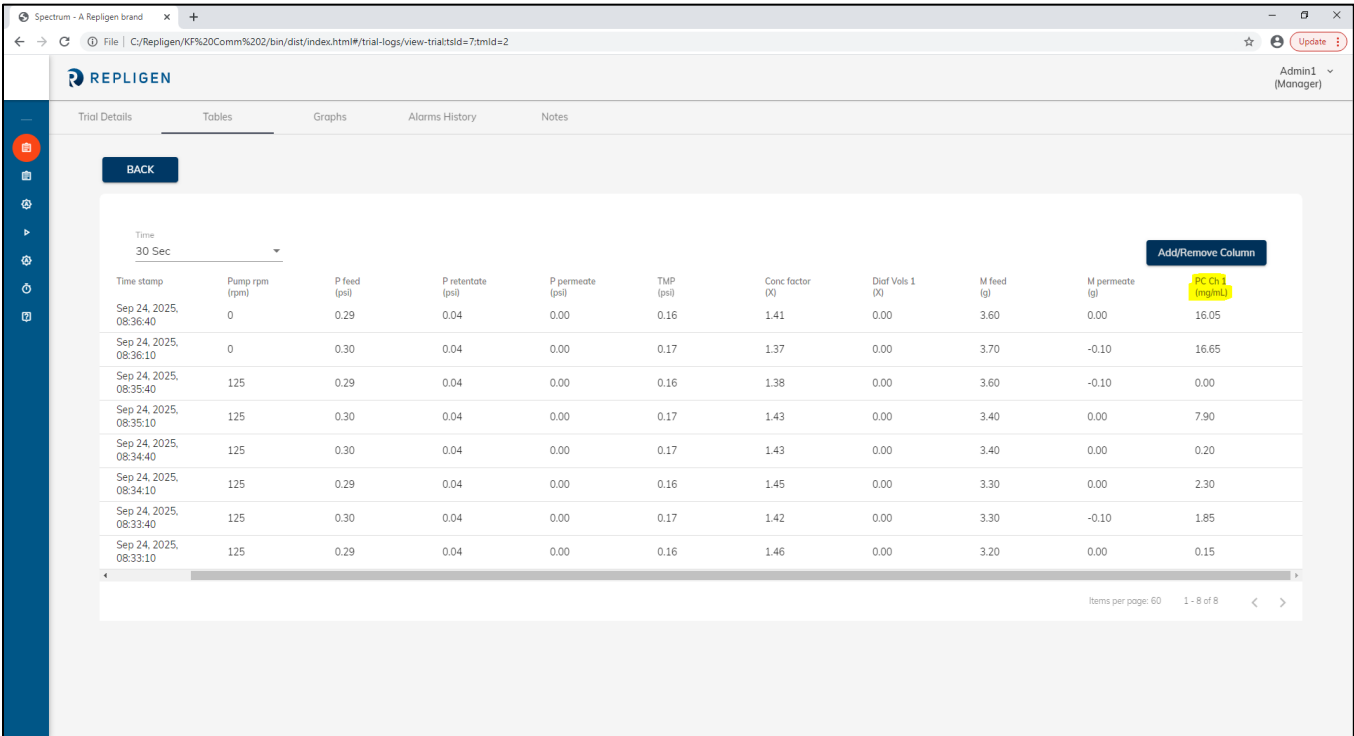 Spectrum - A Repligen brand
File | C:/Repligen/KF%20Comm%202/bin/dist/index.html#/trial-logs/view-trial;tsId=7;tmId=2
Update
REPLIGEN
Admin1
(Manager)
Trial Details Tables Graphs Alarms History Notes
BACK
Time
30 Sec
Add/Remove Column
Time stamp Pump rpm P feed P retentate P permeate TMP Conc factor Diaf Vols 1 M feed M permeate PC Ch 1
(rpm) (psi) (psi) (psi) (psi) (X) (X) (g) (g) (mg/mL)
Sep 24, 2025,
08:36:40 0 0.29 0.04 0.00 0.16 1.41 0.00 3.60 0.00 16.05
Sep 24, 2025,
08:36:10 0 0.30 0.04 0.00 0.17 1.37 0.00 3.70 -0.10 16.65
Sep 24, 2025,
08:35:40 125 0.29 0.04 0.00 0.16 1.38 0.00 3.60 -0.10 0.00
Sep 24, 2025,
08:35:10 125 0.30 0.04 0.00 0.17 1.43 0.00 3.40 0.00 7.90
Sep 24, 2025,
08:34:40 125 0.30 0.04 0.00 0.17 1.43 0.00 3.40 0.00 0.20
Sep 24, 2025,
08:34:10 125 0.29 0.04 0.00 0.16 1.45 0.00 3.30 0.00 2.30
Sep 24, 2025,
08:33:40 125 0.30 0.04 0.00 0.17 1.42 0.00 3.30 -0.10 1.85
Sep 24, 2025,
08:33:10 125 0.29 0.04 0.00 0.16 1.46 0.00 3.20 0.00 0.15
Items per page: 60 1 - 8 of 8